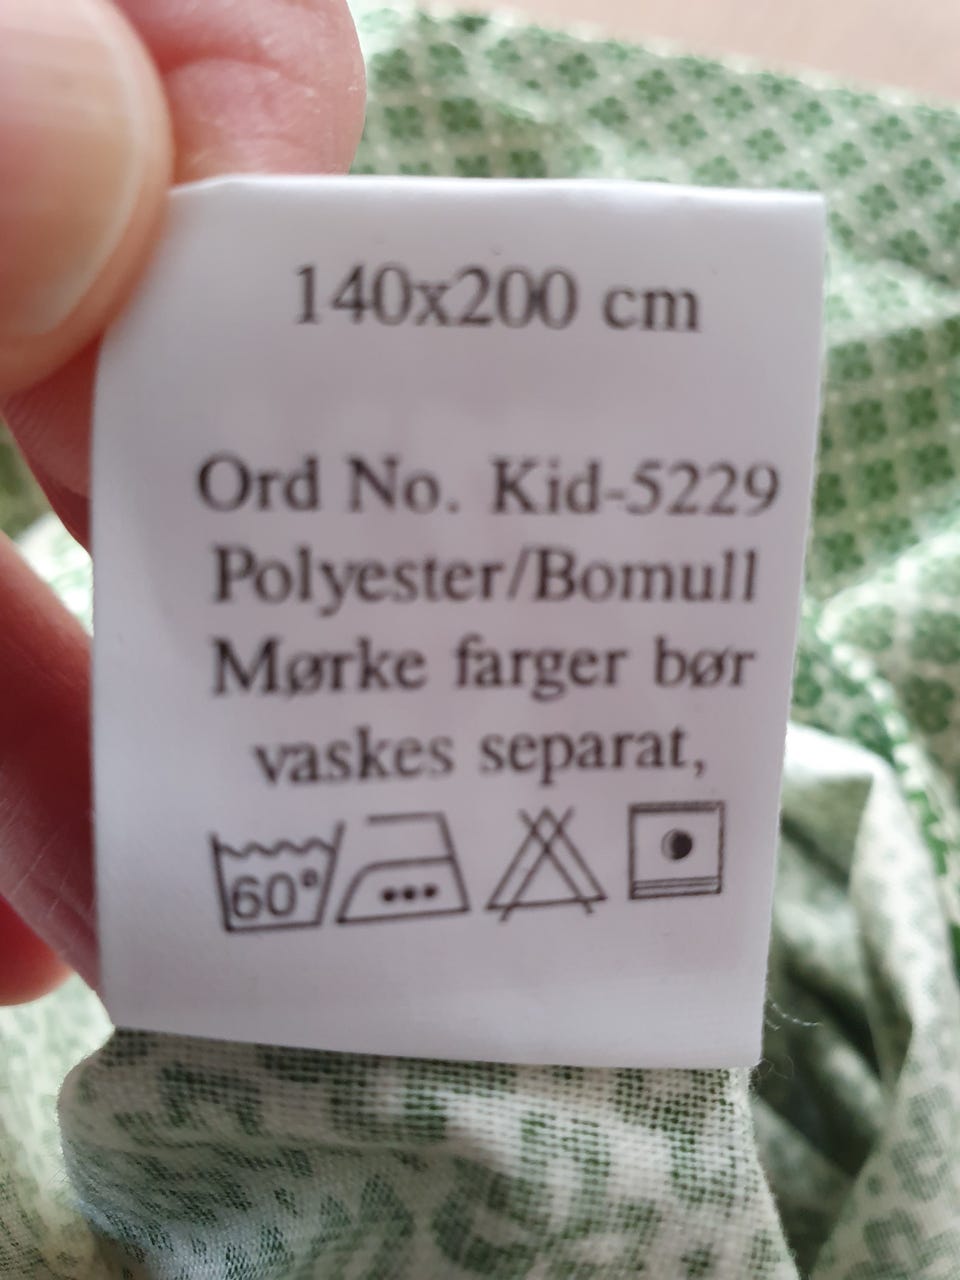 140x200 cm
Ord No. Kid-5229
Polyester/Bomull
Mørke farger bør
vaskes separat,
60°